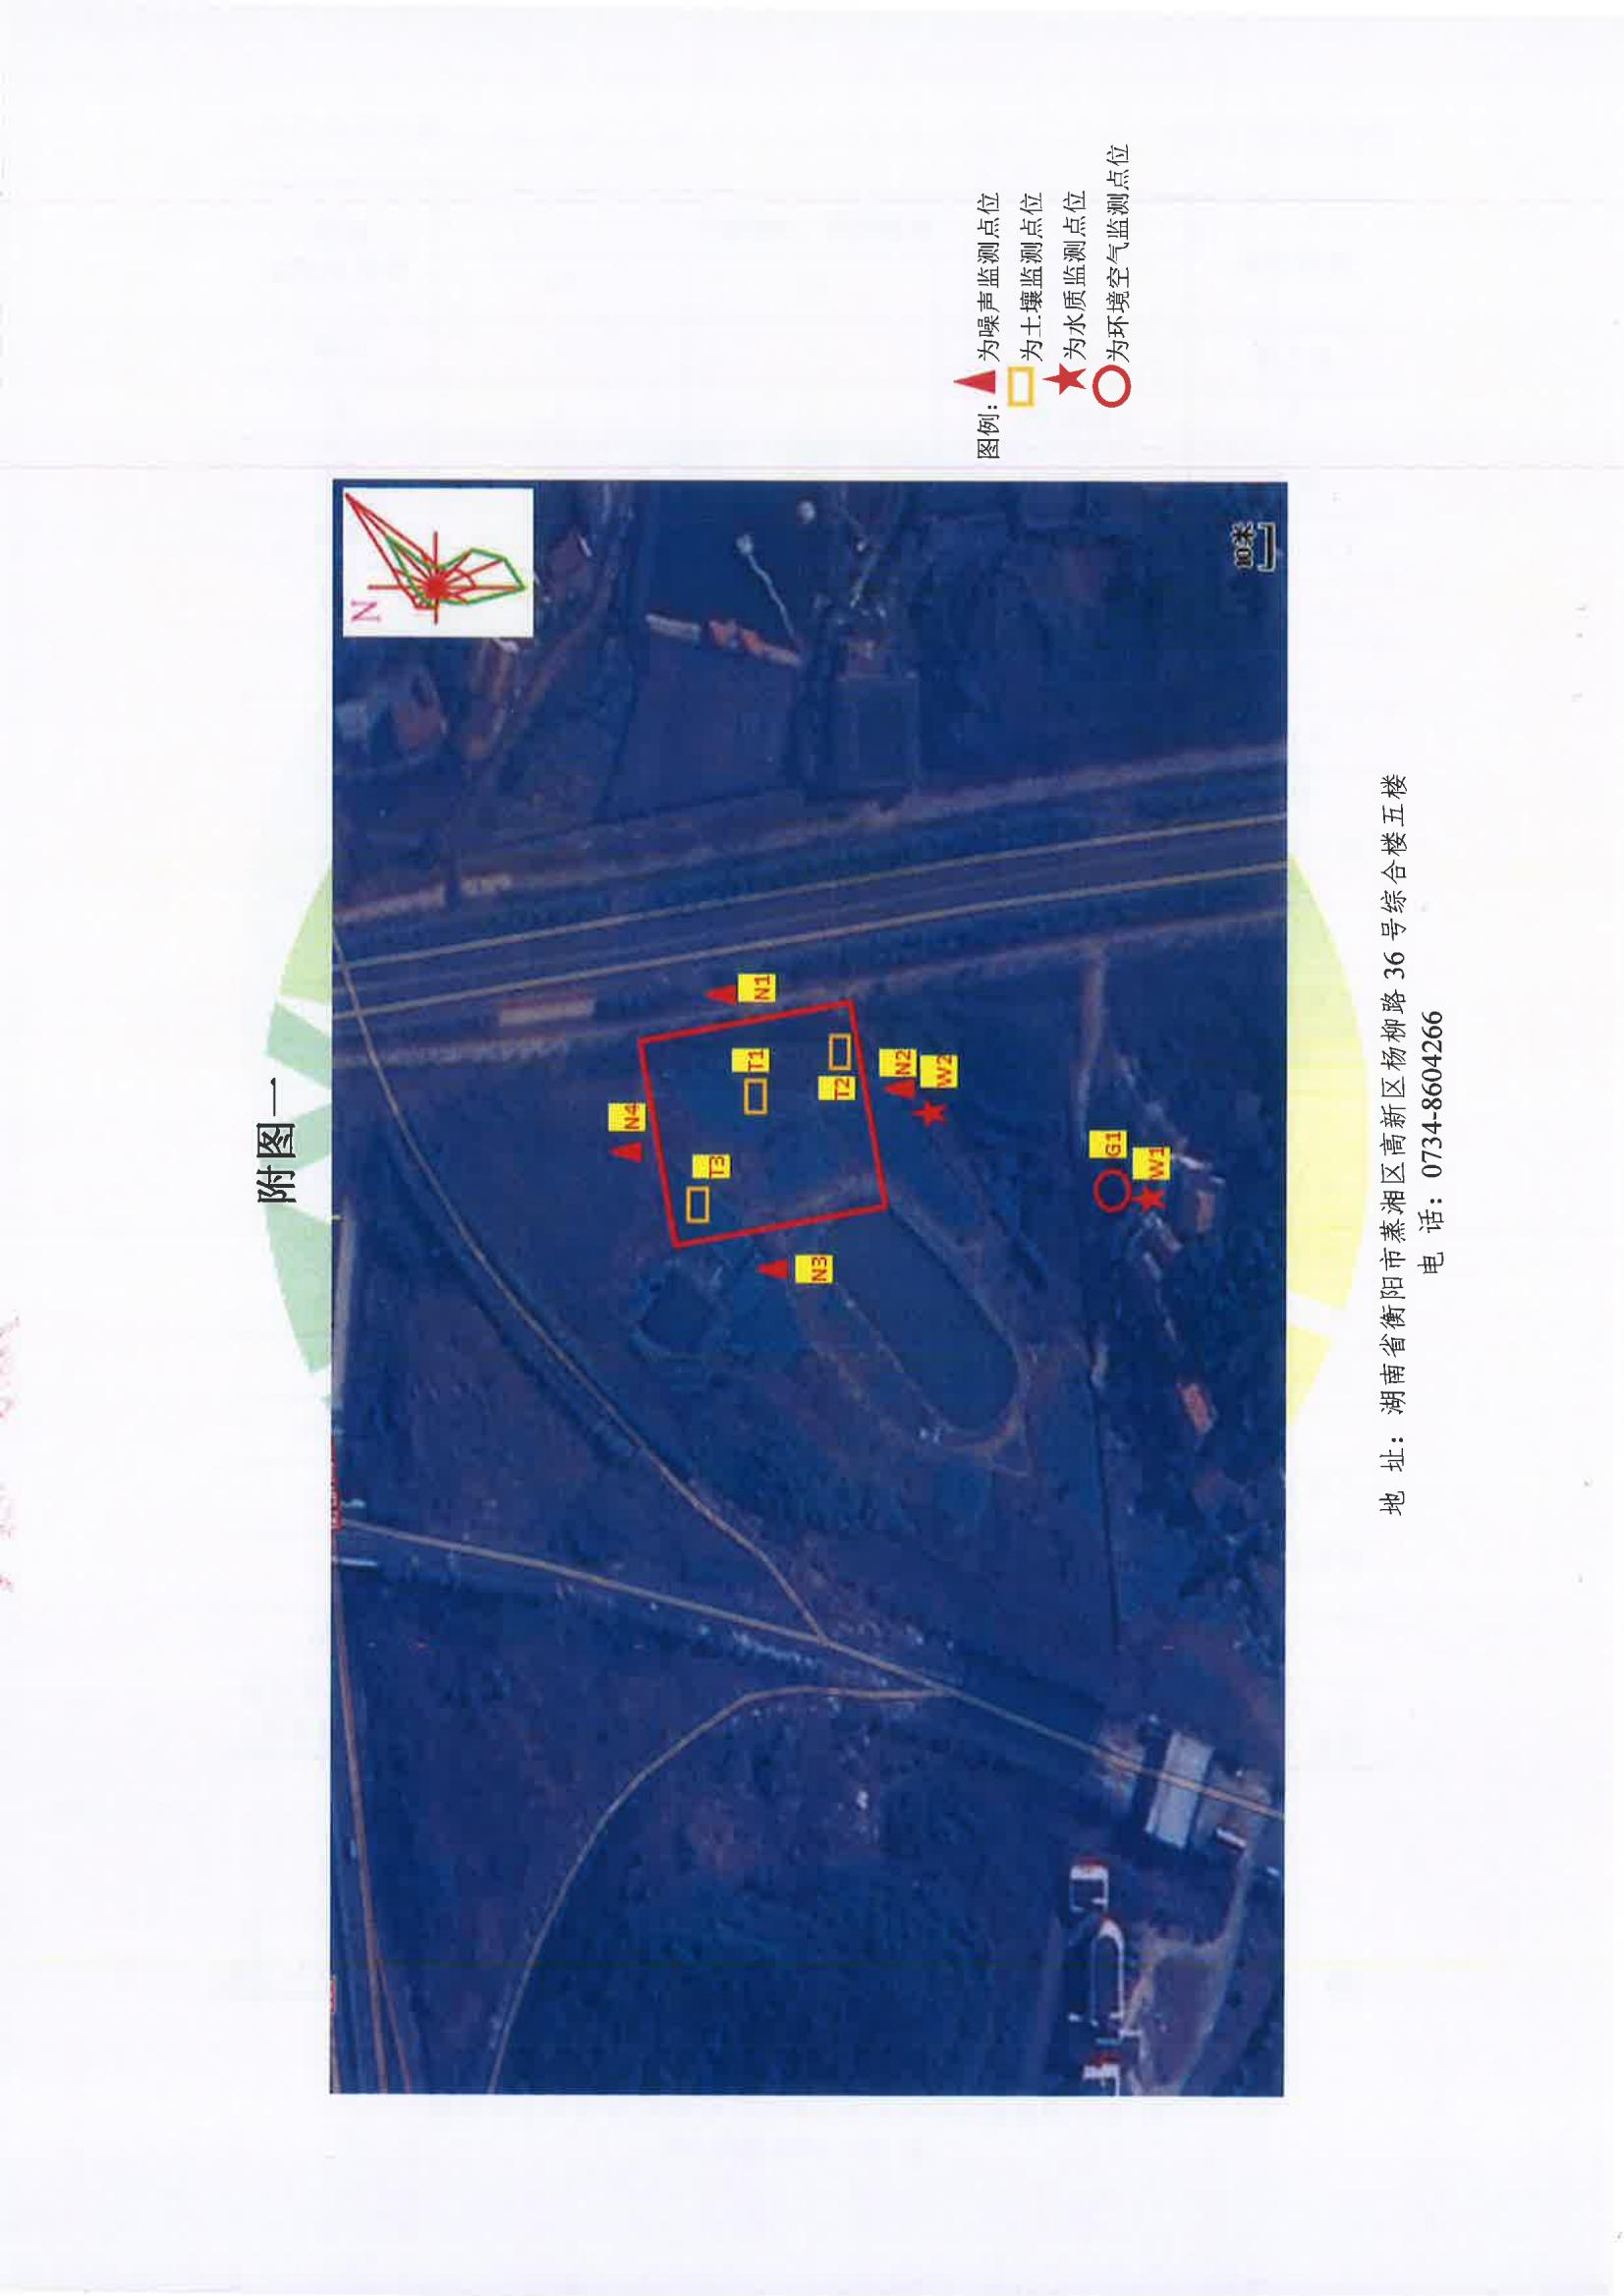 附图一
N
N4
N1
T1
T3
T2
N2
W2
N3
G1
W1
10米
图例：
为噪声监测点位
为土壤监测点位
为水质监测点位
为环境空气监测点位
地 址：湖南省衡阳市蒸湘区高新区杨柳路 36 号综合楼五楼
电 话：0734-8604266